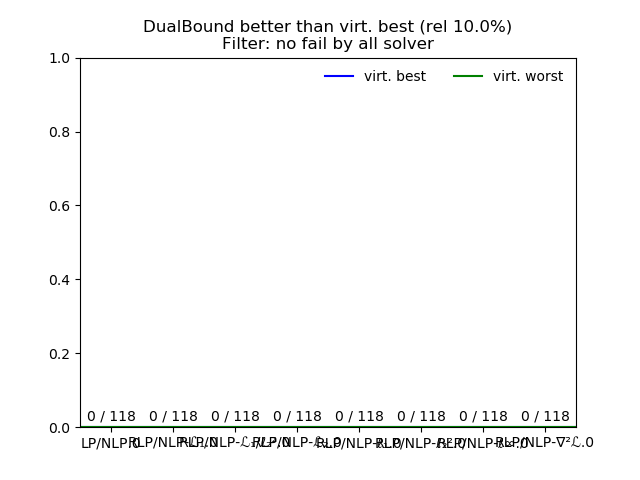 DualBound better than virt. best (rel 10.0%)
Filter: no fail by all solver
virt. best
virt. worst
1.0
0.8
0.6
0.4
0.2
0.0
0 / 118 0 / 118 0 / 118 0 / 118 0 / 118 0 / 118 0 / 118 0 / 118
LP/NLP.0